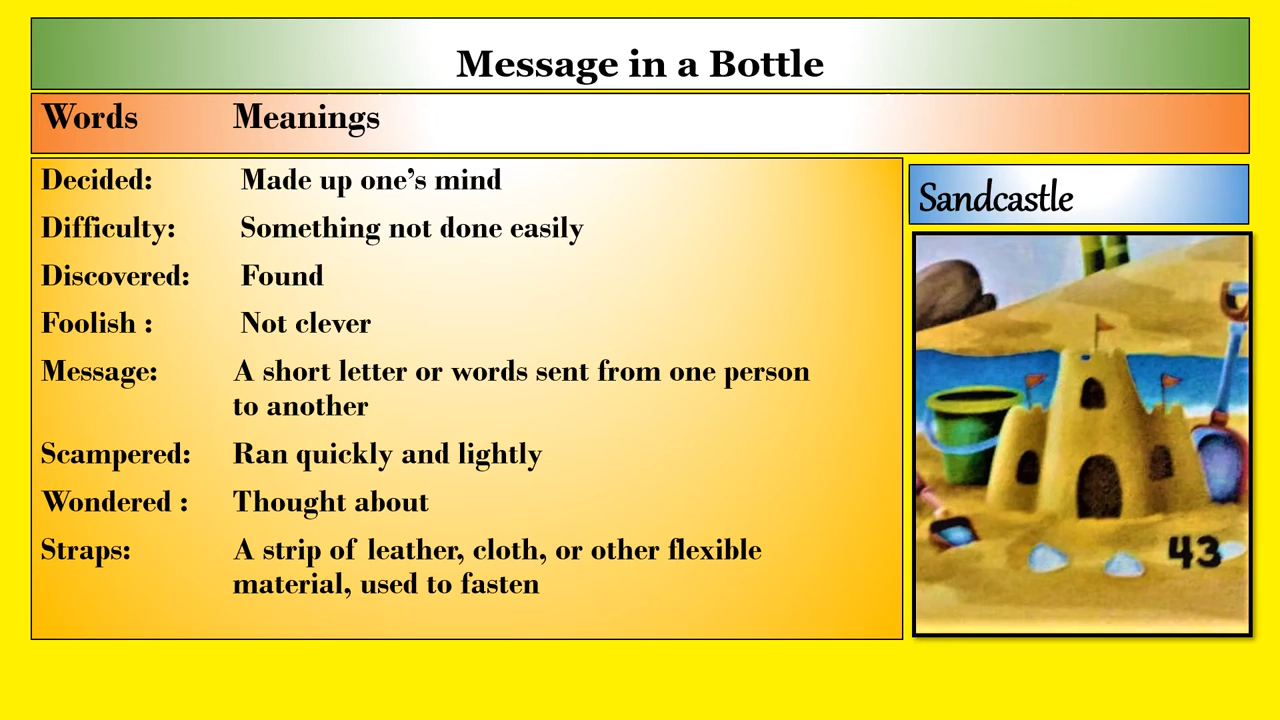 Message in a Bottle
Words Meanings
Decided: Made up one’s mind
Difficulty: Something not done easily
Discovered: Found
Foolish : Not clever
Message: A short letter or words sent from one person
to another
Scampered: Ran quickly and lightly
Wondered : Thought about
Straps: A strip of leather, cloth, or other flexible
material, used to fasten
Sandcastle
43